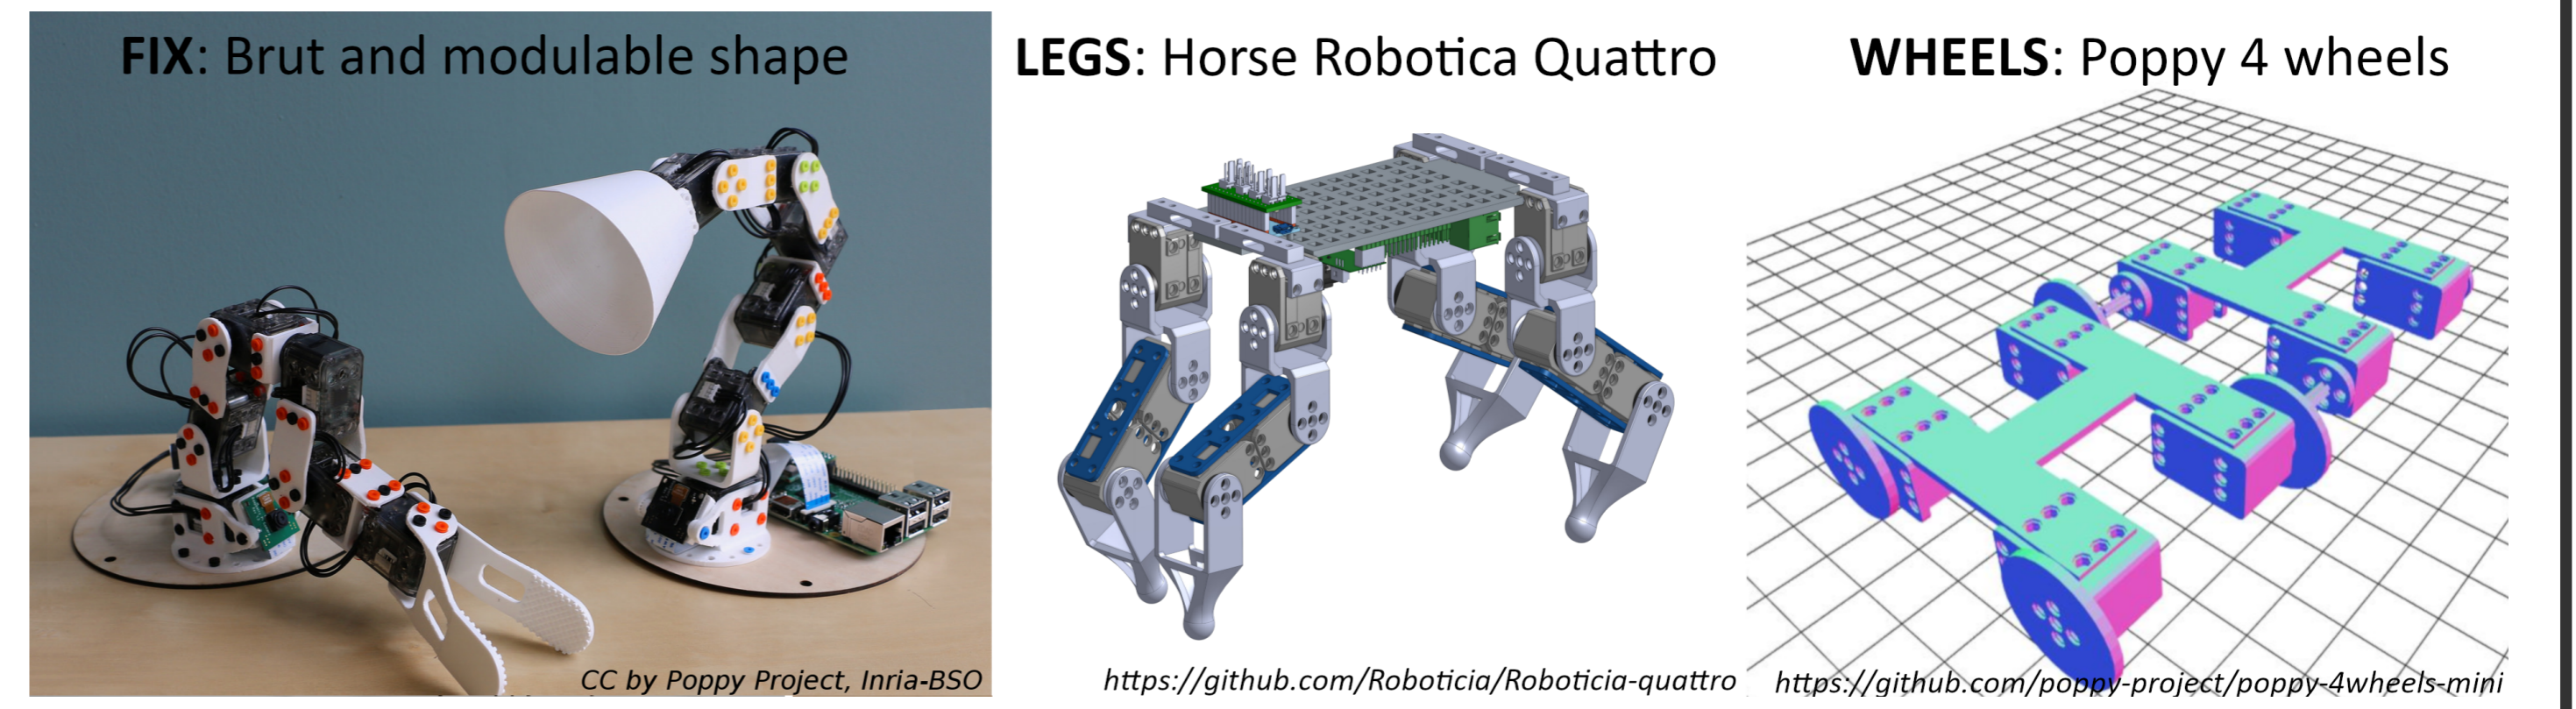 FIX: Brut and modulable shape
LEGS: Horse Robotica Quattro
WHEELS: Poppy 4 wheels
CC by Poppy Project, Inria-BSO
https://github.com/Roboticia/Roboticia-quattro
https://github.com/poppy-project/poppy-4wheels-mini